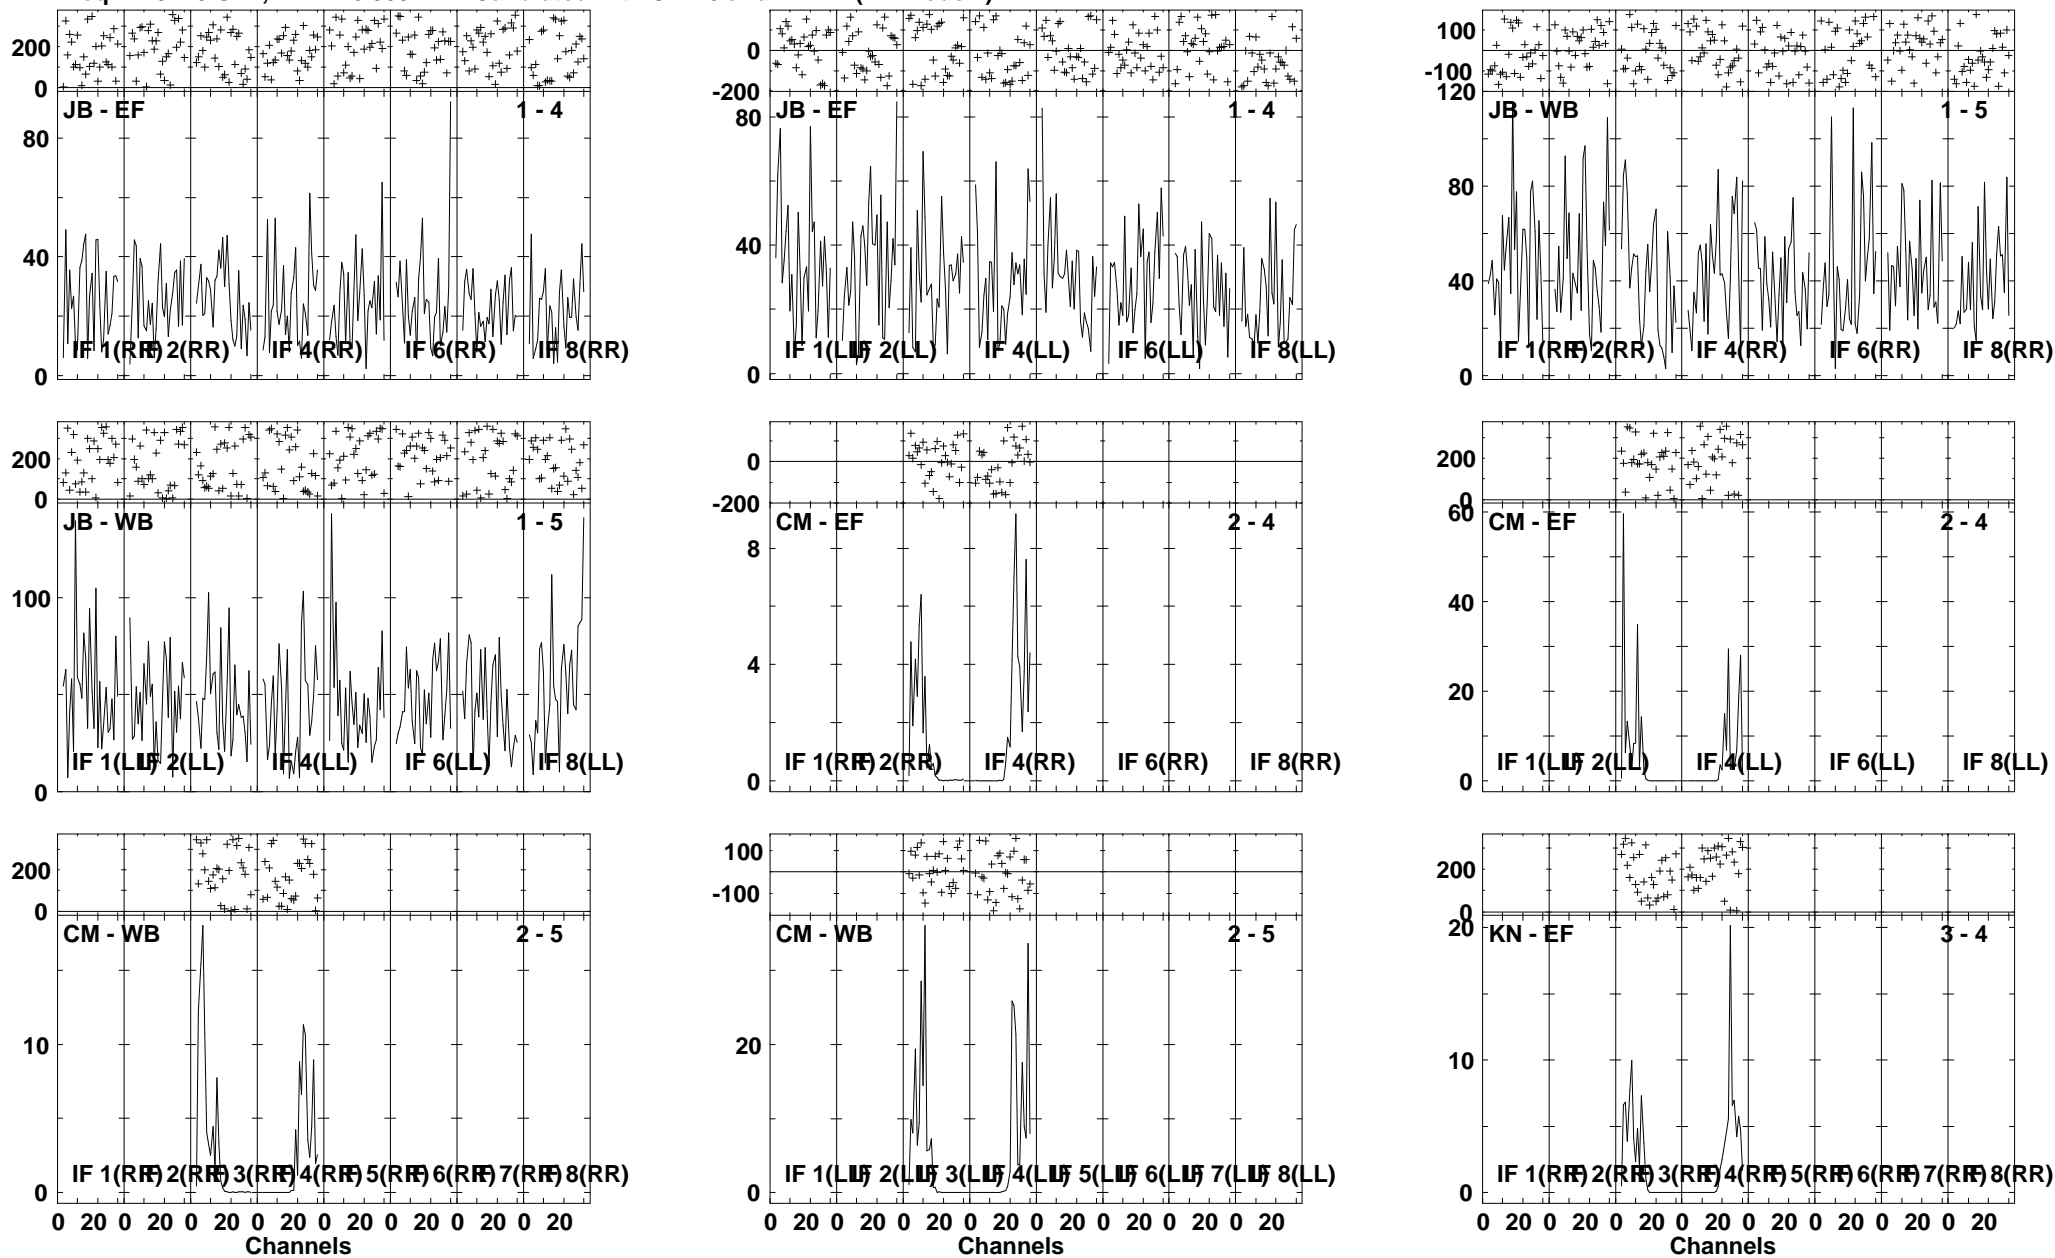 200
0
JB - EF 1 - 4
80
40
0
IF 1(RR) IF 2(RR) IF 4(RR) IF 6(RR) IF 8(RR)
0
-200
JB - EF 1 - 4
80
40
0
IF 1(LL) IF 2(LL) IF 4(LL) IF 6(LL) IF 8(LL)
100
-100
120
JB - WB 1 - 5
80
40
0
IF 1(RR) IF 2(RR) IF 4(RR) IF 6(RR) IF 8(RR)
200
0
JB - WB 1 - 5
100
0
IF 1(LL) IF 2(LL) IF 4(LL) IF 6(LL) IF 8(LL)
0
-200
CM - EF 2 - 4
8
4
0
IF 1(RR) IF 2(RR) IF 4(RR) IF 6(RR) IF 8(RR)
200
0
60
CM - EF 2 - 4
40
20
0
IF 1(LL) IF 2(LL) IF 4(LL) IF 6(LL) IF 8(LL)
200
0
CM - WB 2 - 5
10
0
IF 1(RR) IF 2(RR) IF 3(RR) IF 4(RR) IF 5(RR) IF 6(RR) IF 7(RR) IF 8(RR)
0 20 0 20 0 20 0 20 0 20 0 20 0 20 0 20
Channels
100
-100
CM - WB 2 - 5
20
0
IF 1(LL) IF 2(LL) IF 3(LL) IF 4(LL) IF 5(LL) IF 6(LL) IF 7(LL) IF 8(LL)
0 20 0 20 0 20 0 20 0 20 0 20 0 20 0 20
Channels
200
0
20
KN - EF 3 - 4
10
0
IF 1(RR) IF 2(RR) IF 3(RR) IF 4(RR) IF 5(RR) IF 6(RR) IF 7(RR) IF 8(RR)
0 20 0 20 0 20 0 20 0 20 0 20 0 20 0 20
Channels